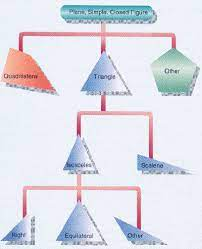 Plane, Simple, Closed Figure
Quadrilateral
Triangle
Other
Isosceles
Scalene
Right
Equilateral
Other